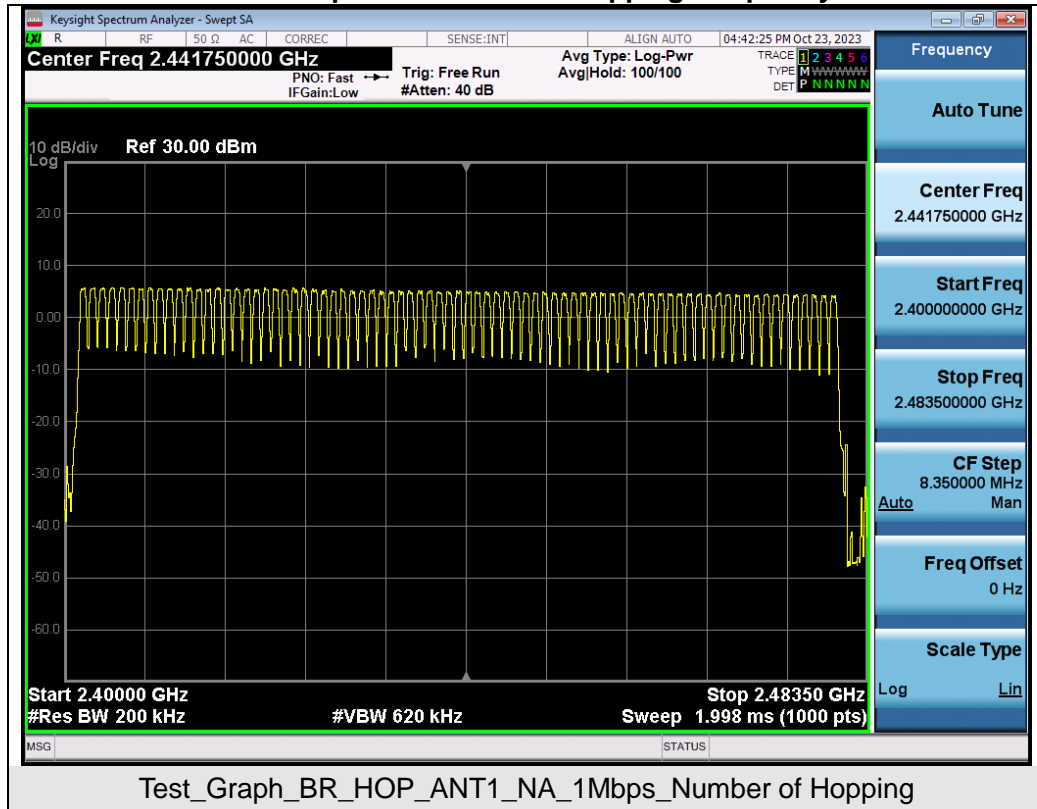 Keysight Spectrum Analyzer - Swept SA
LXI R RF 50 Ω AC CORREC SENSE:INT ALIGN AUTO 04:42:25 PM Oct 23, 2023
Center Freq 2.441750000 GHz
PNO: Fast
IFGain:Low
Trig: Free Run
#Atten: 40 dB
Avg Type: Log-Pwr
Avg|Hold: 100/100
TRACE 1 2 3 4 5 6
TYPE M W W W W W
DET P N N N N N
10 dB/div Ref 30.00 dBm
Log
20.0
10.0
0.00
-10.0
-20.0
-30.0
-40.0
-50.0
-60.0
Start 2.40000 GHz Stop 2.48350 GHz
#Res BW 200 kHz #VBW 620 kHz Sweep 1.998 ms (1000 pts)
MSG STATUS
Frequency
Auto Tune
Center Freq
2.441750000 GHz
Start Freq
2.400000000 GHz
Stop Freq
2.483500000 GHz
CF Step
8.350000 MHz
Auto Man
Freq Offset
0 Hz
Scale Type
Log Lin
Test_Graph_BR_HOP_ANT1_NA_1Mbps_Number of Hopping